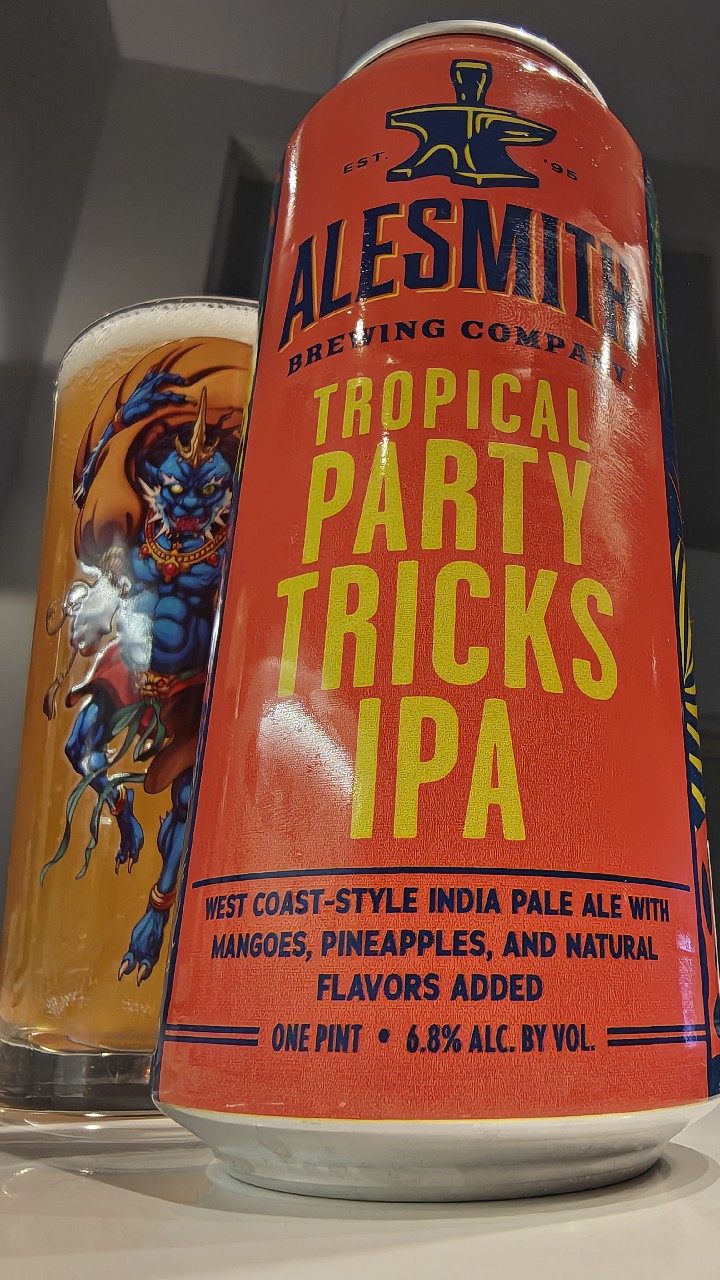 EST. '95
ALESMITH
BREWING COMPANY
TROPICAL
PARTY
TRICKS
IPA
WEST COAST-STYLE INDIA PALE ALE WITH
MANGOES, PINEAPPLES, AND NATURAL
FLAVORS ADDED
ONE PINT • 6.8% ALC. BY VOL.